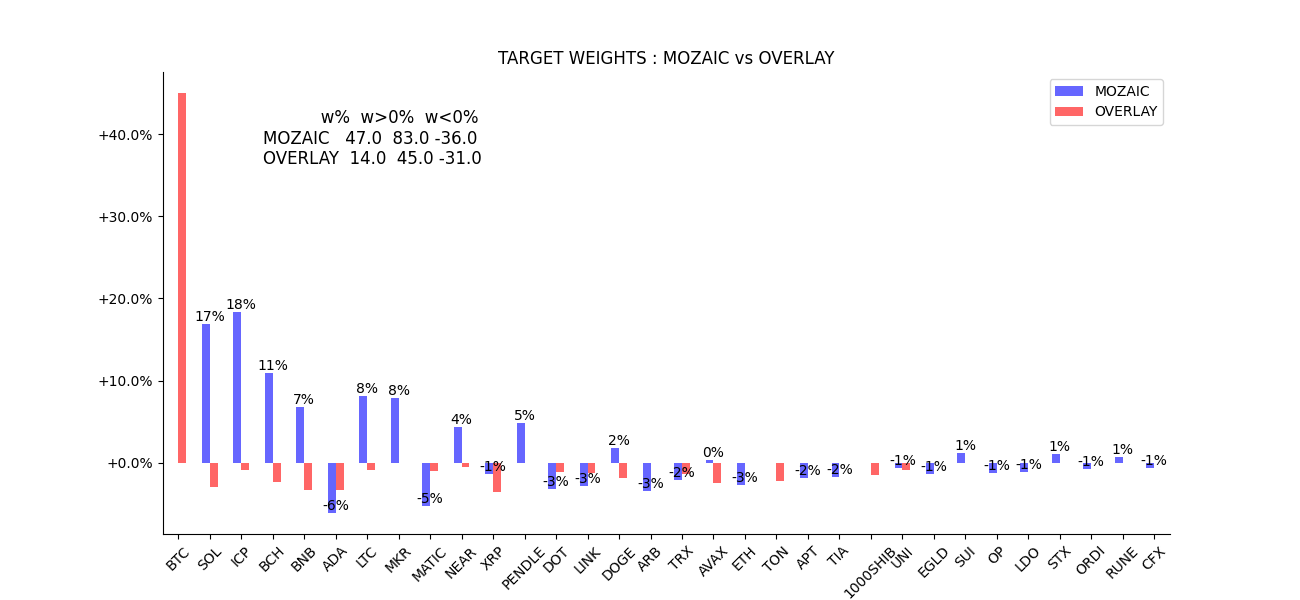 TARGET WEIGHTS : MOZAIC vs OVERLAY
MOZAIC
OVERLAY
w% w>0% w<0%
MOZAIC 47.0 83.0 -36.0
OVERLAY 14.0 45.0 -31.0
+40.0%
+30.0%
+20.0%
+10.0%
+0.0%
17%
18%
11%
7%
-6%
8%
8%
-5%
4%
-1%
5%
-3%
-3%
2%
-3%
-2%
0%
-3%
-2%
-2%
-1%
-1%
1%
-1%
-1%
1%
-1%
1%
-1%
BTC
SOL
ICP
BCH
BNB
ADA
LTC
MKR
MATIC
NEAR
XRP
PENDLE
DOT
LINK
DOGE
ARB
TRX
AVAX
ETH
TON
APT
TIA
1000SHIB
UNI
EGLD
SUI
OP
LDO
STX
ORDI
RUNE
CFX